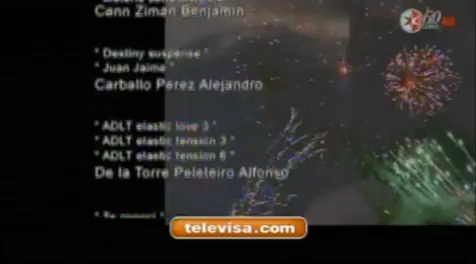 Cann Ziman Benjamin
" Destiny suspense "
" Juan Jaime "
Carballo Perez Alejandro
" ADLT elastic love 3 "
" ADLT elastic tension 3 "
" ADLT elastic tension 6 "
De la Torre Peleteiro Alfonso
televisa.com